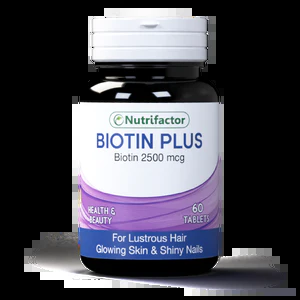 Nutrifactor
BIOTIN PLUS
Biotin 2500 mcg
HEALTH &
BEAUTY
60
TABLETS
For Lustrous Hair
Glowing Skin & Shiny Nails